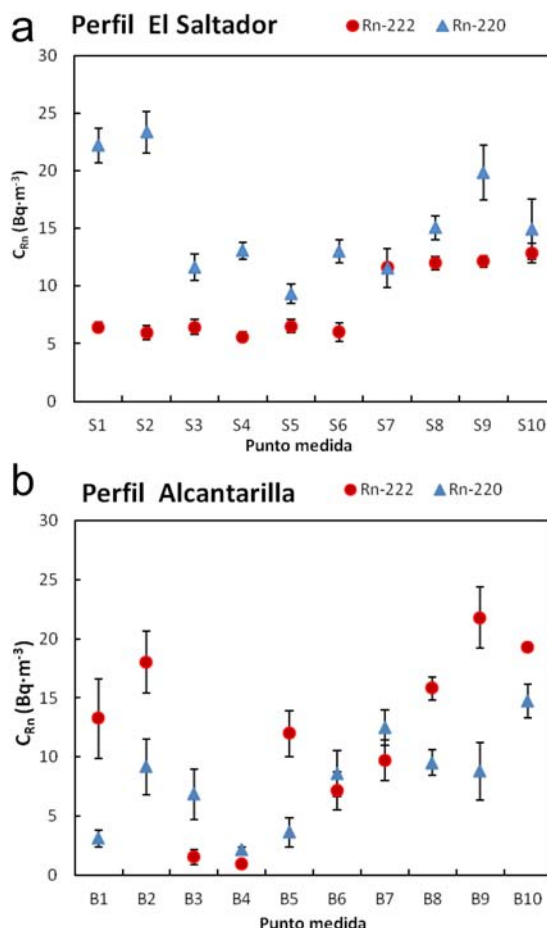 a Perfil El Saltador Rn-222 Rn-220
30
25
20
15
10
5
0
C_Rn (Bq·m⁻³)
S1 S2 S3 S4 S5 S6 S7 S8 S9 S10
Punto medida
b Perfil Alcantarilla Rn-222 Rn-220
30
25
20
15
10
5
0
C_Rn (Bq·m⁻³)
B1 B2 B3 B4 B5 B6 B7 B8 B9 B10
Punto medida